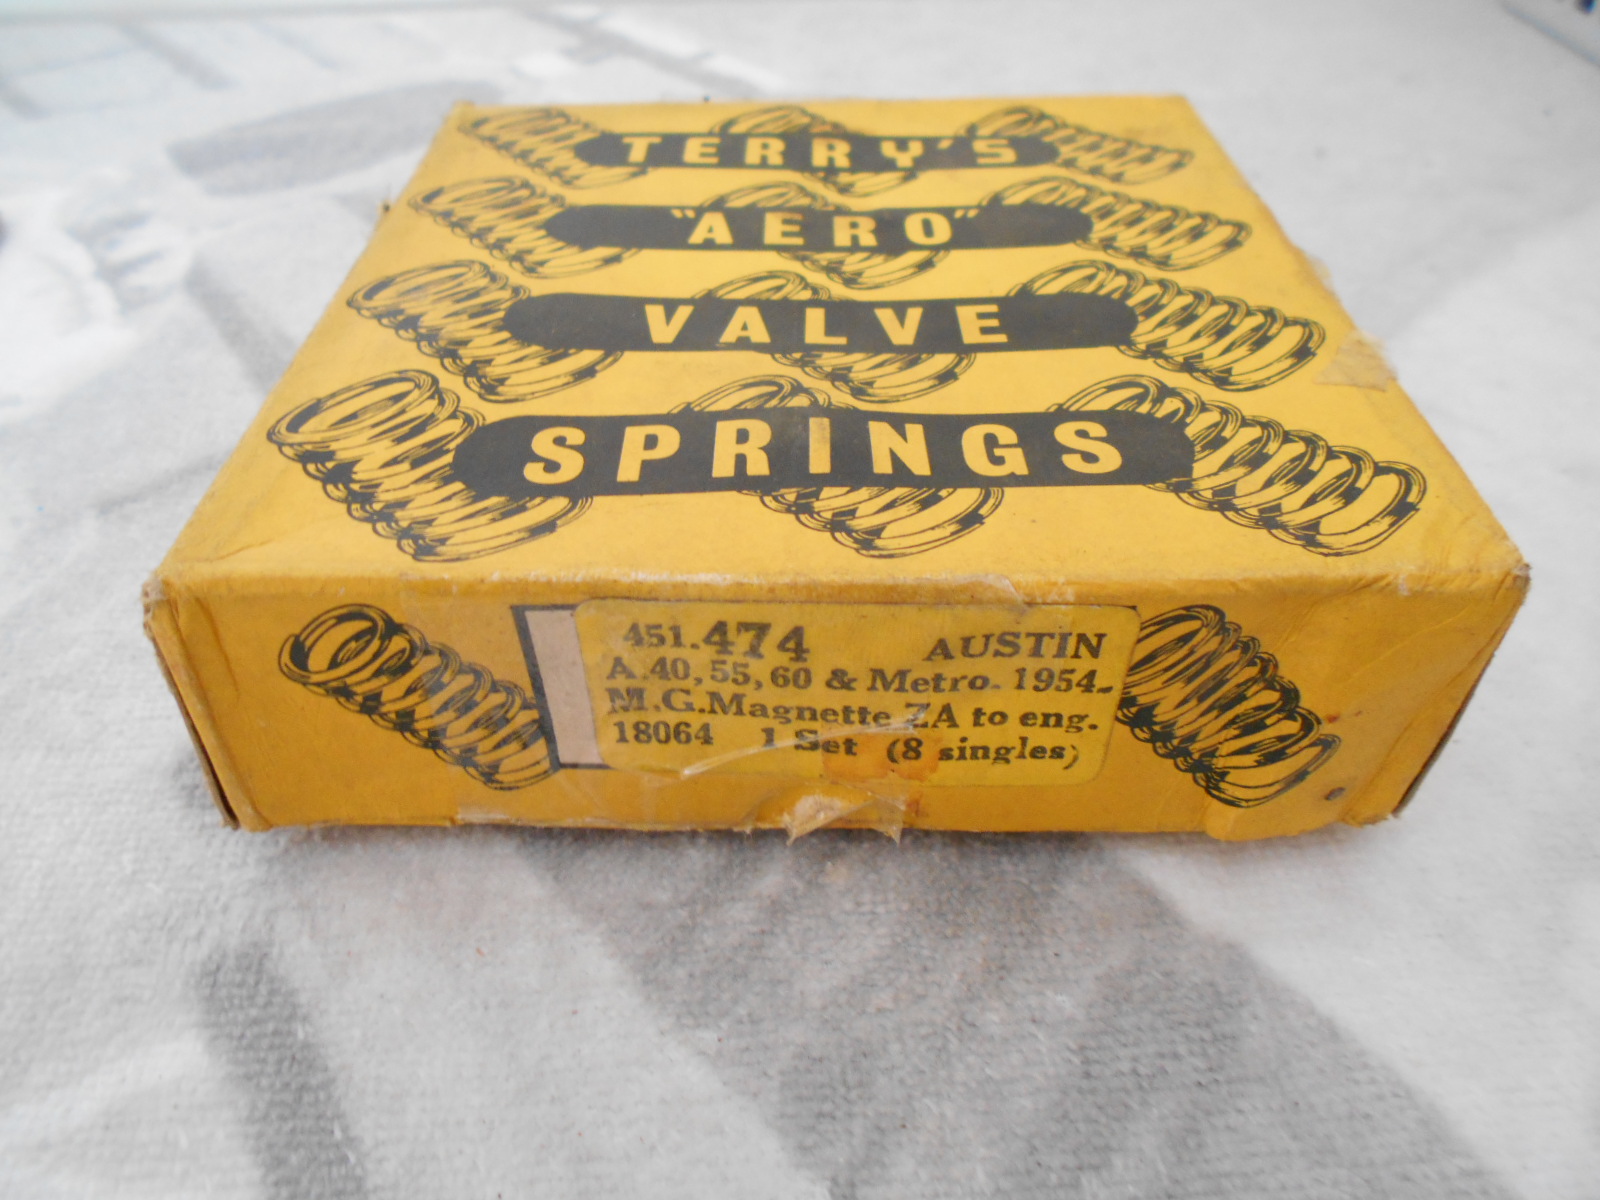 TERRY'S
"AERO"
VALVE
SPRINGS
451.474 AUSTIN
A.40,55,60 & Metro. 1954-
M.G.Magnette ZA to eng.
18064 1 Set (8 singles)